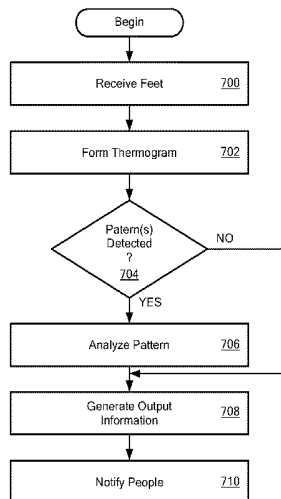 Begin
Receive Feet 700
Form Thermogram 702
Patern(s)
Detected
?
704
NO
YES
Analyze Pattern 706
Generate Output
Information 708
Notify People 710